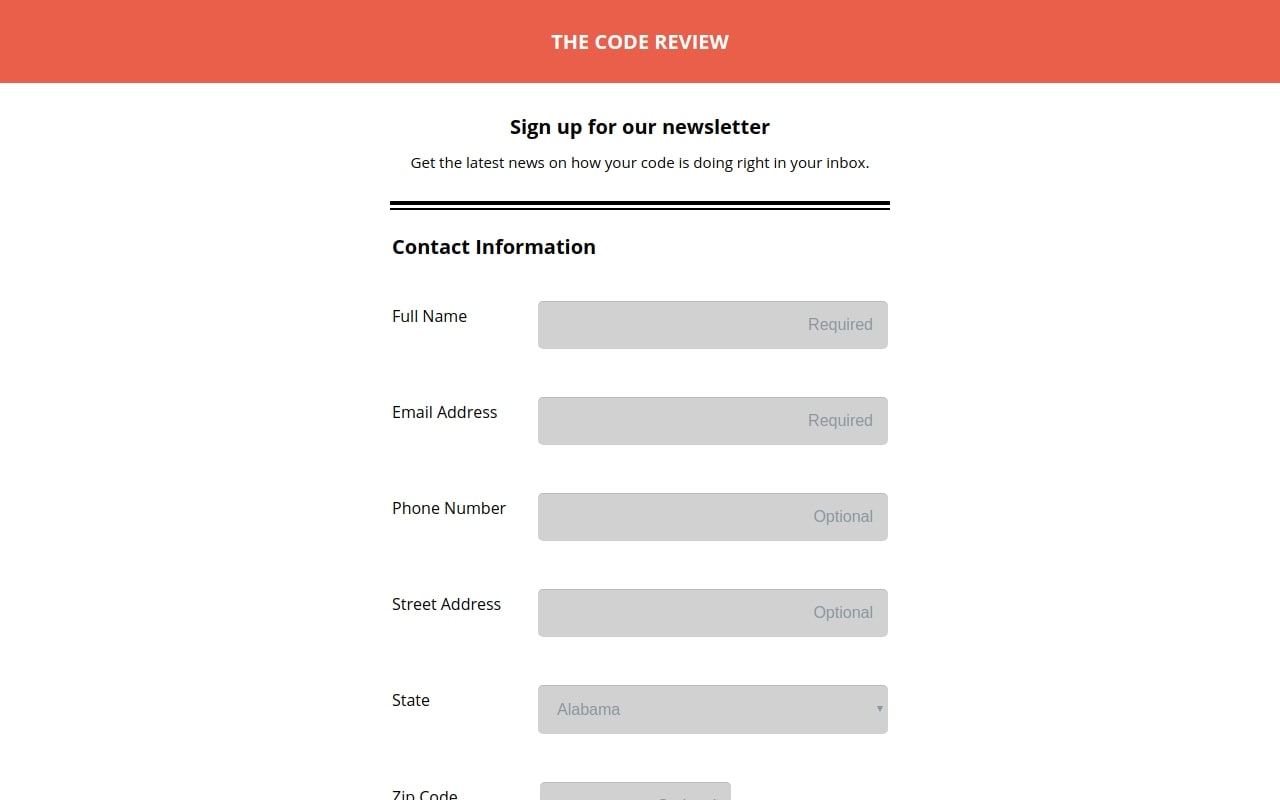 THE CODE REVIEW
Sign up for our newsletter
Get the latest news on how your code is doing right in your inbox.
Contact Information
Full Name
Required
Email Address
Required
Phone Number
Optional
Street Address
Optional
State
Alabama
Zip Code